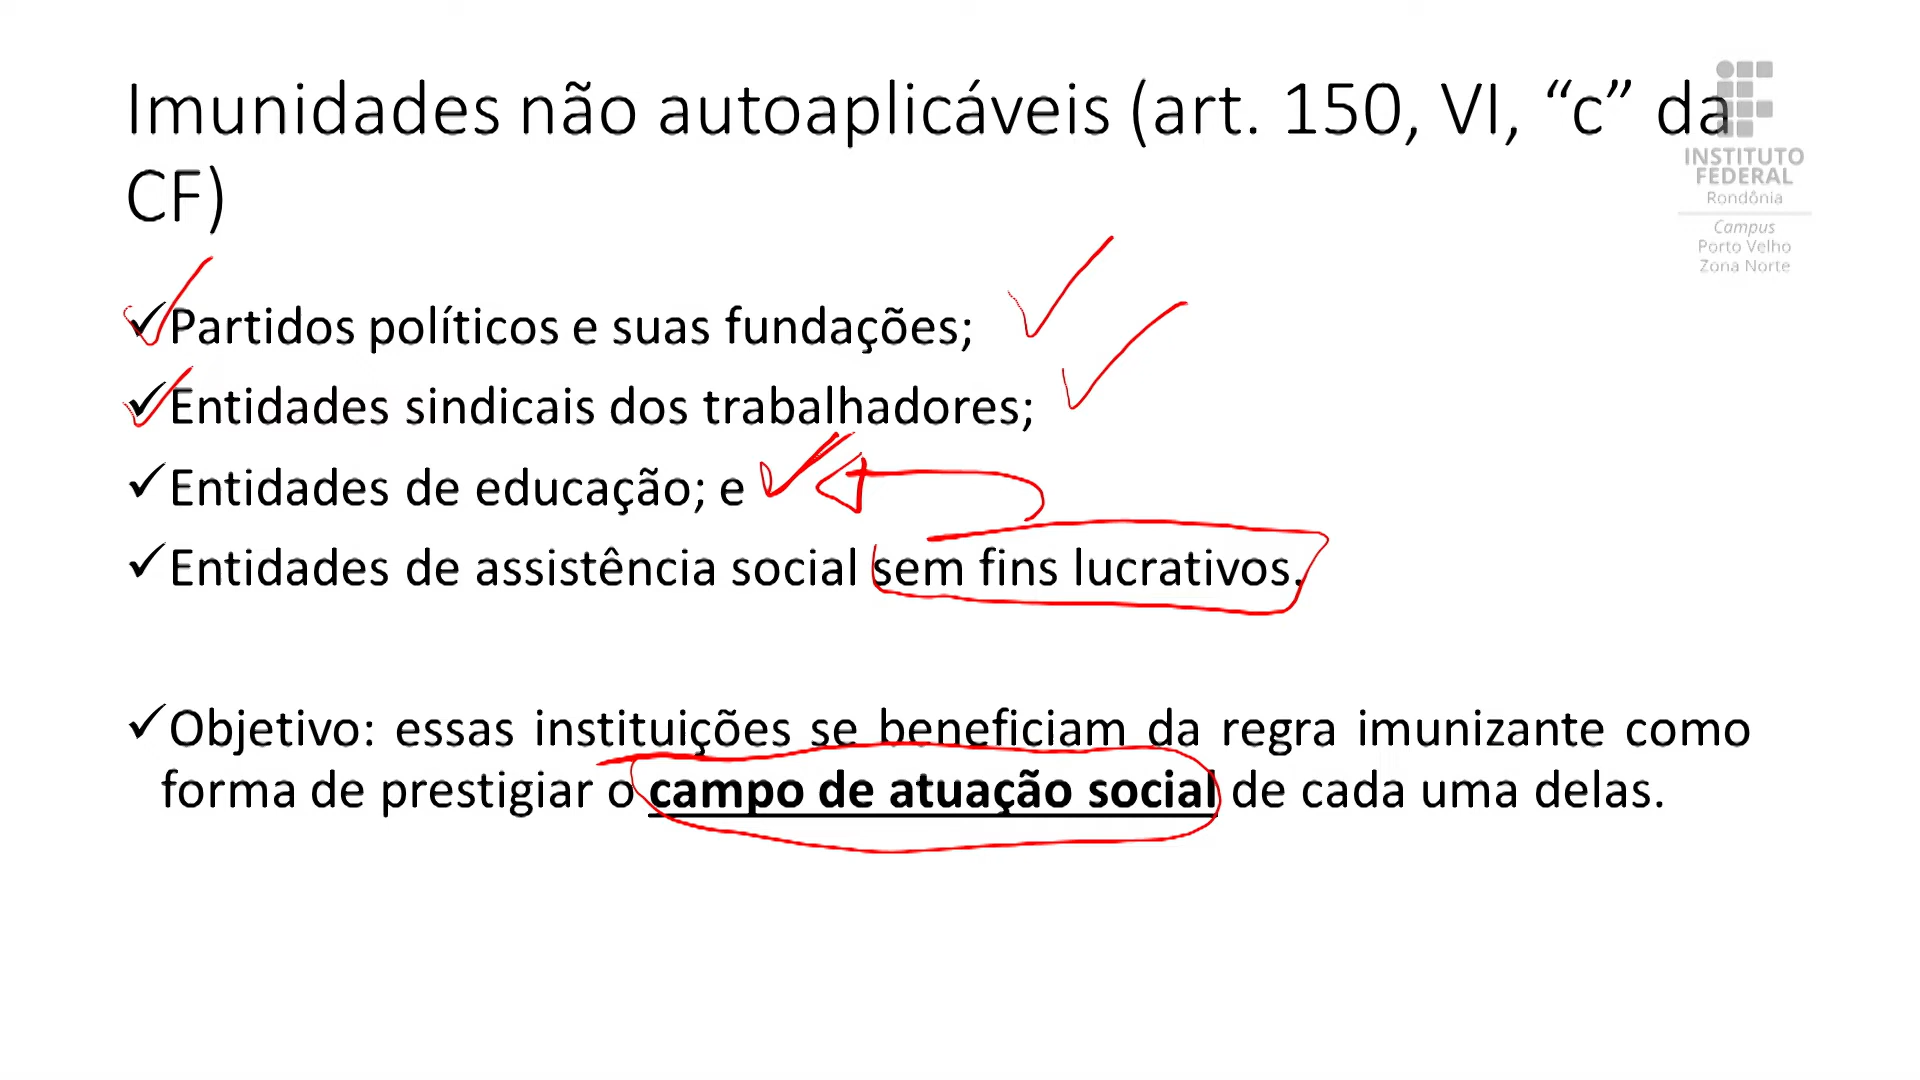 Imunidades não autoaplicáveis (art. 150, VI, “c” da
CF)
INSTITUTO
FEDERAL
Rondônia
Campus
Porto Velho
Zona Norte
Partidos políticos e suas fundações;
Entidades sindicais dos trabalhadores;
Entidades de educação; e
Entidades de assistência social sem fins lucrativos.
Objetivo: essas instituições se beneficiam da regra imunizante como
forma de prestigiar o campo de atuação social de cada uma delas.